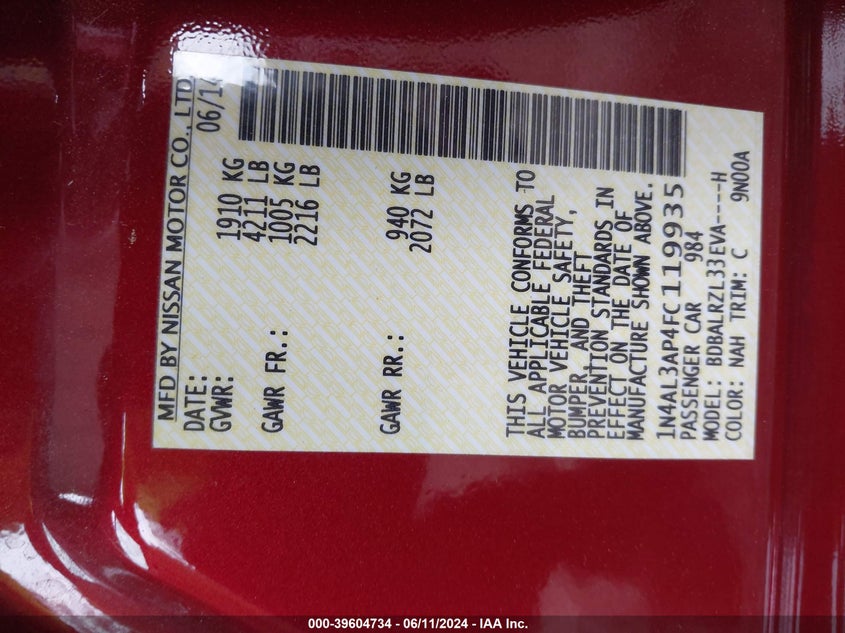 MFD BY NISSAN MOTOR CO., LTD.
DATE: 06/14
GVWR: 1910 KG
4211 LB
GAWR FR.: 1005 KG
2216 LB
GAWR RR.: 940 KG
2072 LB
THIS VEHICLE CONFORMS TO
ALL APPLICABLE FEDERAL
MOTOR VEHICLE SAFETY,
BUMPER, AND THEFT
PREVENTION STANDARDS IN
EFFECT ON THE DATE OF
MANUFACTURE SHOWN ABOVE.
1N4AL3AP4FC119935
PASSENGER CAR 984
MODEL: BDBALRZL33EVA----H
COLOR: NAH TRIM: C 9N00A
000-39604734 - 06/11/2024 - IAA Inc.